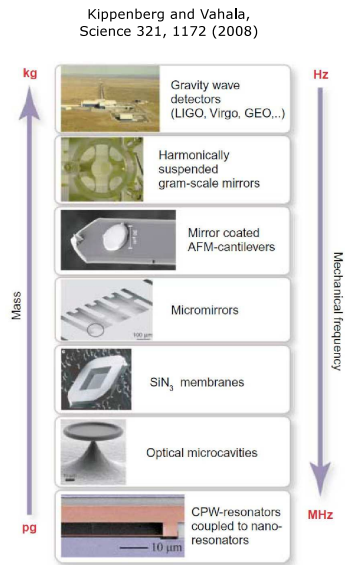 Kippenberg and Vahala,
Science 321, 1172 (2008)
kg
Hz
Gravity wave
detectors
(LIGO, Virgo, GEO,..)
Harmonically
suspended
gram-scale mirrors
Mirror coated
AFM-cantilevers
Mass
Mechanical frequency
Micromirrors
100 μm
SiN3 membranes
Optical microcavities
pg
MHz
CPW-resonators
coupled to nano-
resonators
10 μm